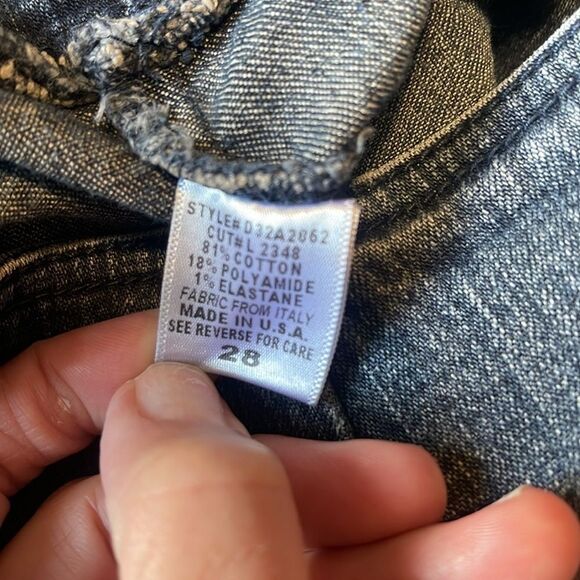 STYLE# D32A2862
CUT# L 2348
81% COTTON
18% POLYAMIDE
1% ELASTANE
FABRIC FROM ITALY
MADE IN U.S.A.
SEE REVERSE FOR CARE
28